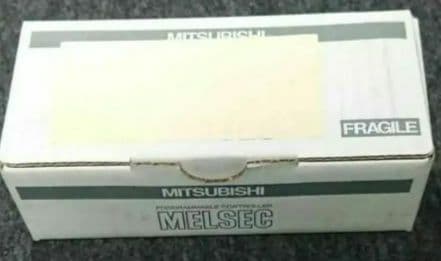 MITSUBISHI
FRAGILE
MITSUBISHI
PROGRAMMABLE CONTROLLER
MELSEC